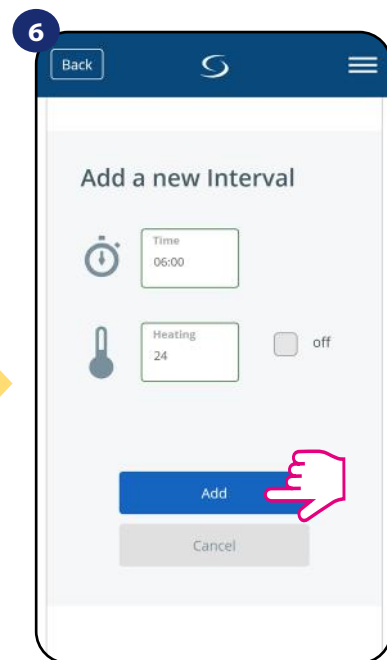 6
Back
Add a new Interval
Time
06:00
Heating
24
off
Add
Cancel